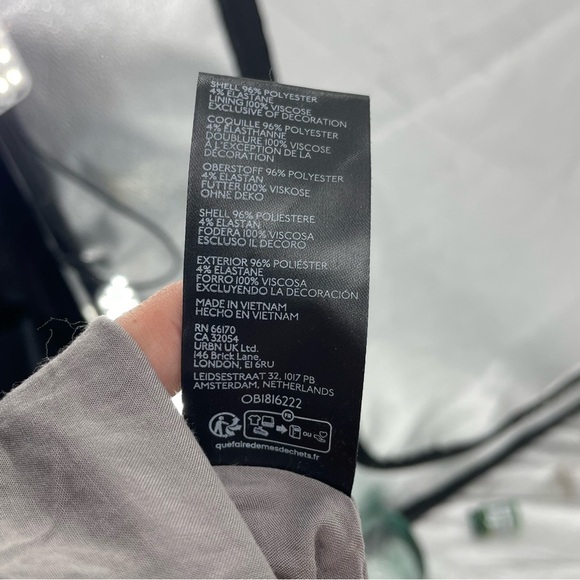 SHELL 96% POLYESTER
4% ELASTANE
LINING 100% VISCOSE
EXCLUSIVE OF DECORATION
COQUILLE 96% POLYESTER
4% ELASTHANNE
DOUBLURE 100% VISCOSE
À L'EXCEPTION DE LA
DÉCORATION
OBERSTOFF 96% POLYESTER
4% ELASTAN
FUTTER 100% VISKOSE
OHNE DEKO
SHELL 96% POLIESTERE
4% ELASTAN
FODERA 100% VISCOSA
ESCLUSO IL DECORO
EXTERIOR 96% POLIÉSTER
4% ELASTANE
FORRO 100% VISCOSA
EXCLUYENDO LA DECORACIÓN
MADE IN VIETNAM
HECHO EN VIETNAM
RN 66170
CA 32054
URBN UK Ltd.
146 Brick Lane,
LONDON, E1 6RU
LEIDSESTRAAT 32, 1017 PB
AMSTERDAM, NETHERLANDS
OB1816222
FR
OU
quefairedemesdechets.fr